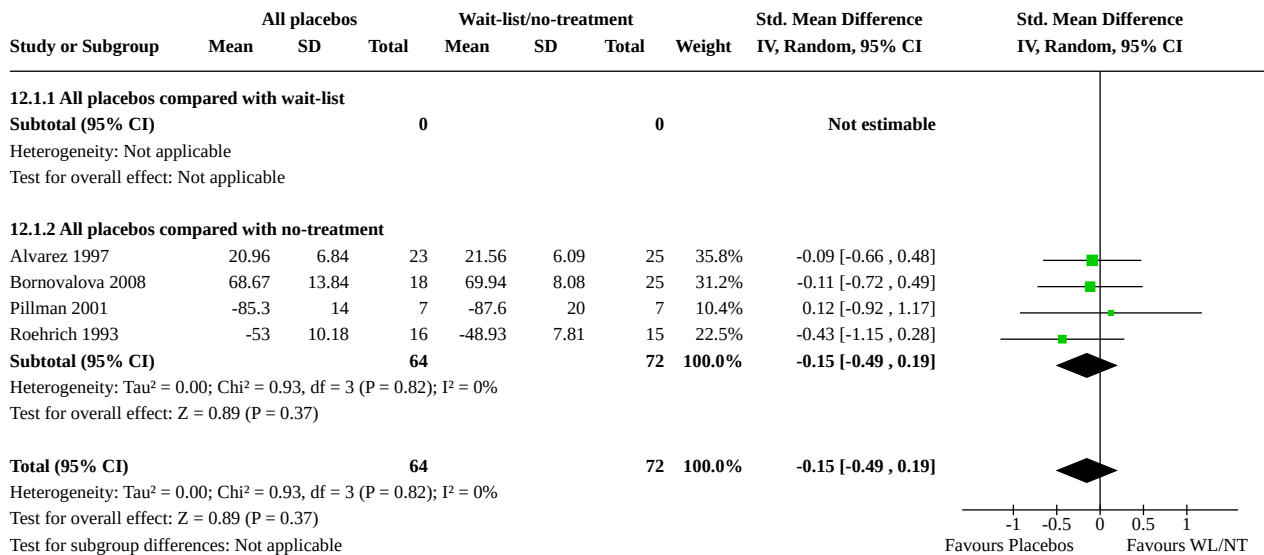 All placebos Wait-list/no-treatment Std. Mean Difference Std. Mean Difference
Study or Subgroup Mean SD Total Mean SD Total Weight IV, Random, 95% CI IV, Random, 95% CI
12.1.1 All placebos compared with wait-list
Subtotal (95% CI) 0 0 Not estimable
Heterogeneity: Not applicable
Test for overall effect: Not applicable
12.1.2 All placebos compared with no-treatment
Alvarez 1997 20.96 6.84 23 21.56 6.09 25 35.8% -0.09 [-0.66 , 0.48]
Bornovalova 2008 68.67 13.84 18 69.94 8.08 25 31.2% -0.11 [-0.72 , 0.49]
Pillman 2001 -85.3 14 7 -87.6 20 7 10.4% 0.12 [-0.92 , 1.17]
Roehrich 1993 -53 10.18 16 -48.93 7.81 15 22.5% -0.43 [-1.15 , 0.28]
Subtotal (95% CI) 64 72 100.0% -0.15 [-0.49 , 0.19]
Heterogeneity: Tau² = 0.00; Chi² = 0.93, df = 3 (P = 0.82); I² = 0%
Test for overall effect: Z = 0.89 (P = 0.37)
Total (95% CI) 64 72 100.0% -0.15 [-0.49 , 0.19]
Heterogeneity: Tau² = 0.00; Chi² = 0.93, df = 3 (P = 0.82); I² = 0%
Test for overall effect: Z = 0.89 (P = 0.37)
-1 -0.5 0 0.5 1
Test for subgroup differences: Not applicable Favours Placebos Favours WL/NT